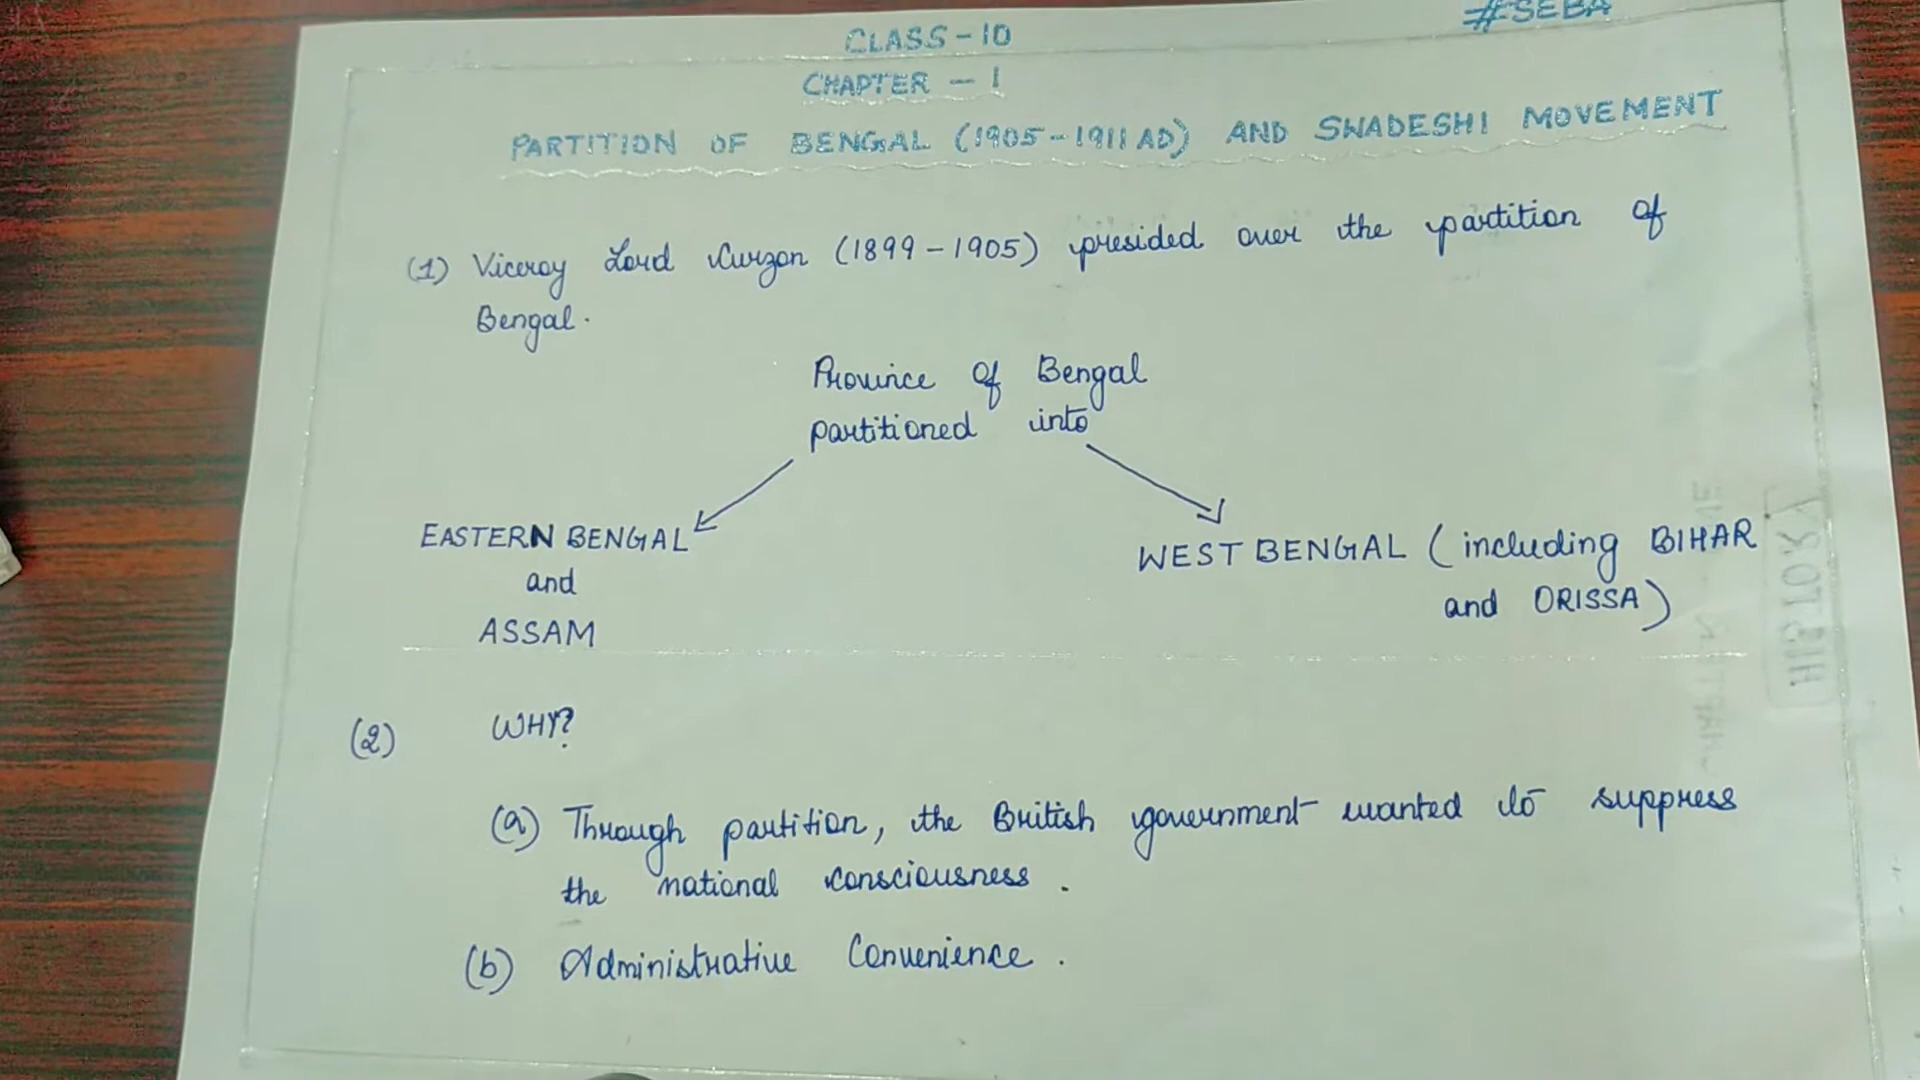 #SEBA
CLASS-10
CHAPTER - 1
PARTITION OF BENGAL (1905-1911 AD) AND SWADESHI MOVEMENT
(1) Viceroy Lord Curzon (1899-1905) presided over the partition of
Bengal.
Province of Bengal
partitioned into
EASTERN BENGAL
and
ASSAM
WEST BENGAL (including BIHAR
and ORISSA)
(2) WHY?
(a) Through partition, the British government wanted to suppress
the national consciousness.
(b) Administrative Convenience.
HISTORY